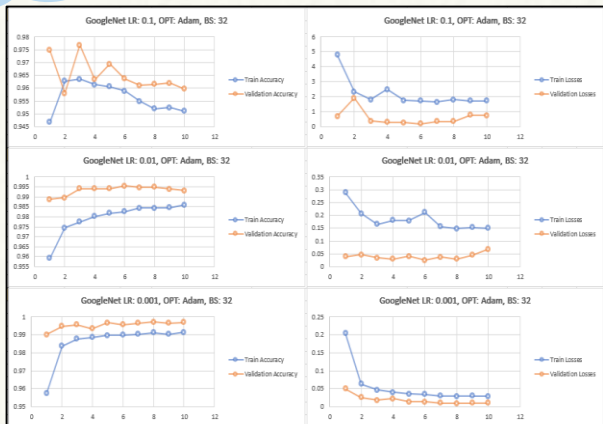 GoogleNet LR: 0.1, OPT: Adam, BS: 32
0.98
0.975
0.97
0.965
0.96
0.955
0.95
0.945
0 2 4 6 8 10 12
Train Accuracy
Validation Accuracy
GoogleNet LR: 0.1, OPT: Adam, BS: 32
6
5
4
3
2
1
0
0 2 4 6 8 10 12
Train Losses
Validation Losses
GoogleNet LR: 0.01, OPT: Adam, BS: 32
1
0.995
0.99
0.985
0.98
0.975
0.97
0.965
0.96
0.955
0 2 4 6 8 10 12
Train Accuracy
Validation Accuracy
GoogleNet LR: 0.01, OPT: Adam, BS: 32
0.35
0.3
0.25
0.2
0.15
0.1
0.05
0
0 2 4 6 8 10 12
Train Losses
Validation Losses
GoogleNet LR: 0.001, OPT: Adam, BS: 32
1
0.99
0.98
0.97
0.96
0.95
0 2 4 6 8 10 12
Train Accuracy
Validation Accuracy
GoogleNet LR: 0.001, OPT: Adam, BS: 32
0.25
0.2
0.15
0.1
0.05
0
0 2 4 6 8 10 12
Train Losses
Validation Losses